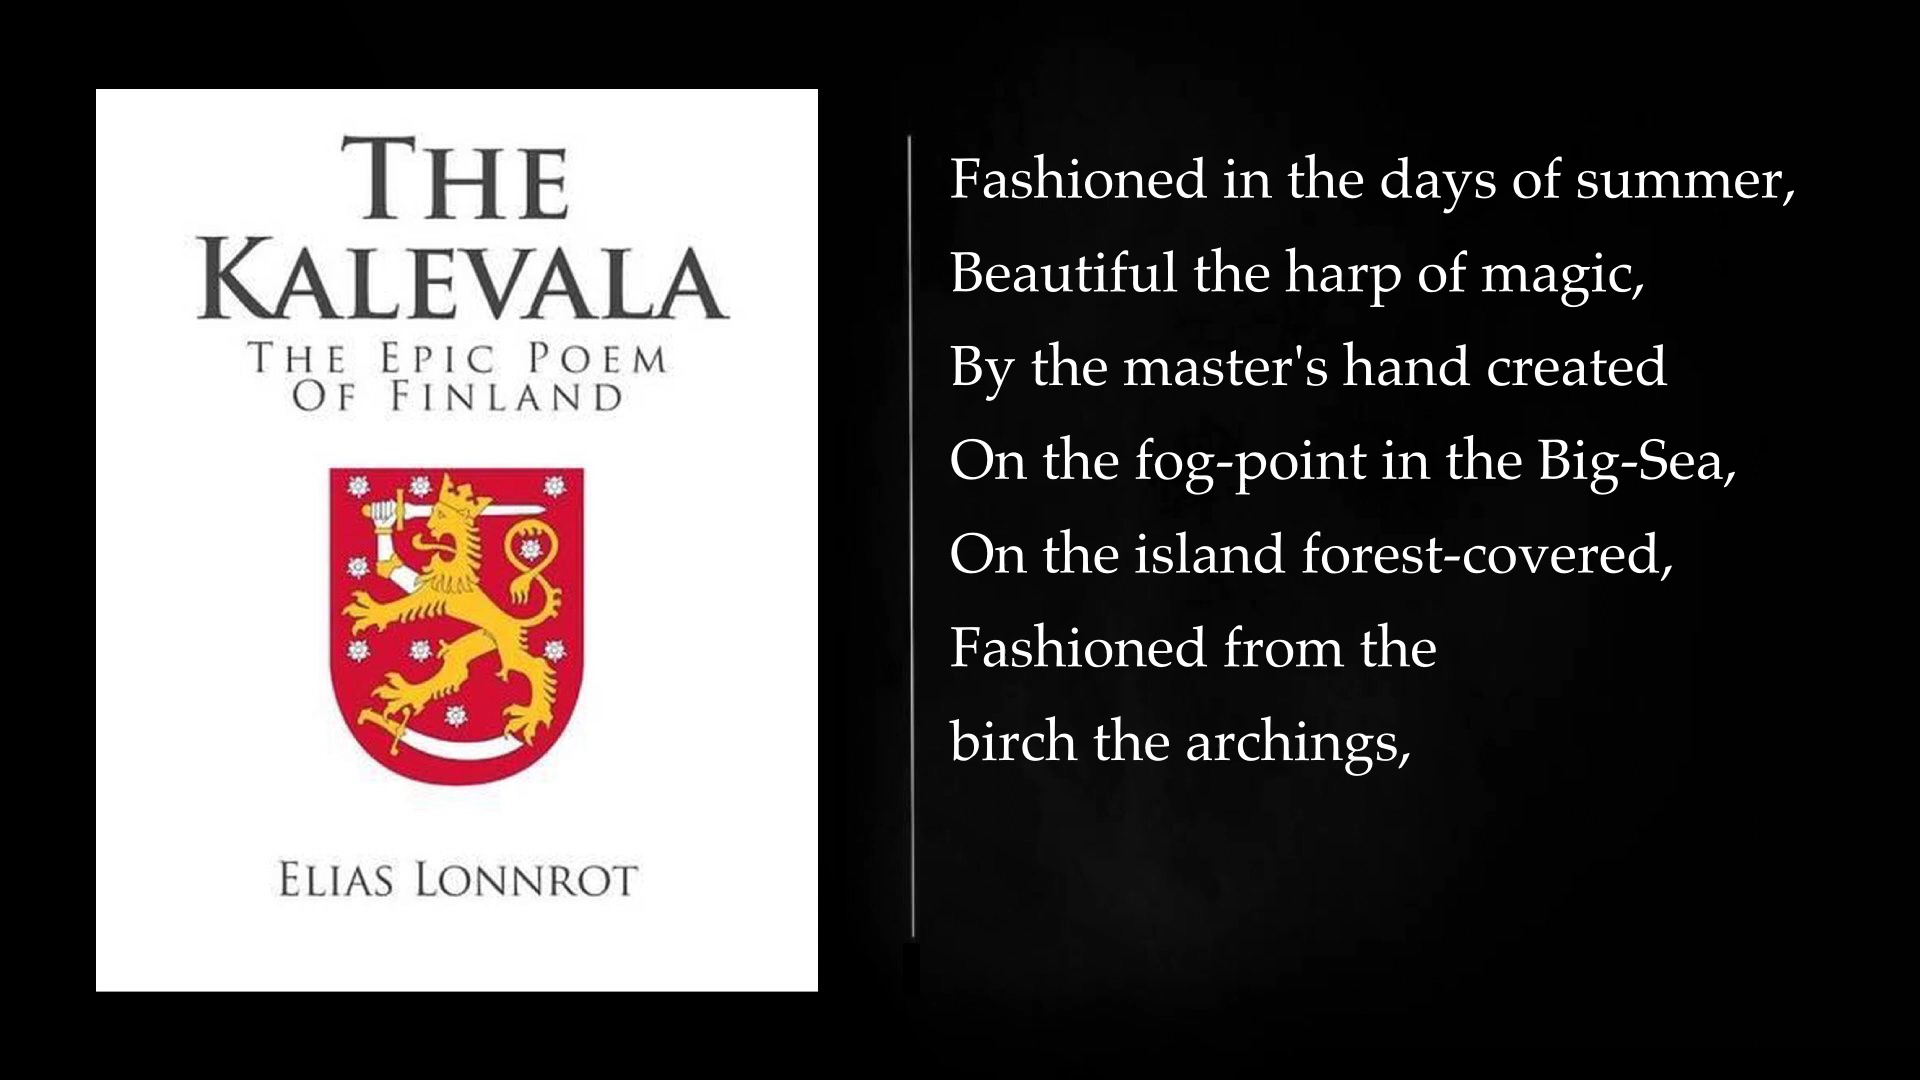 THE
KALEVALA
THE EPIC POEM
OF FINLAND
ELIAS LONNROT
Fashioned in the days of summer,
Beautiful the harp of magic,
By the master's hand created
On the fog-point in the Big-Sea,
On the island forest-covered,
Fashioned from the
birch the archings,